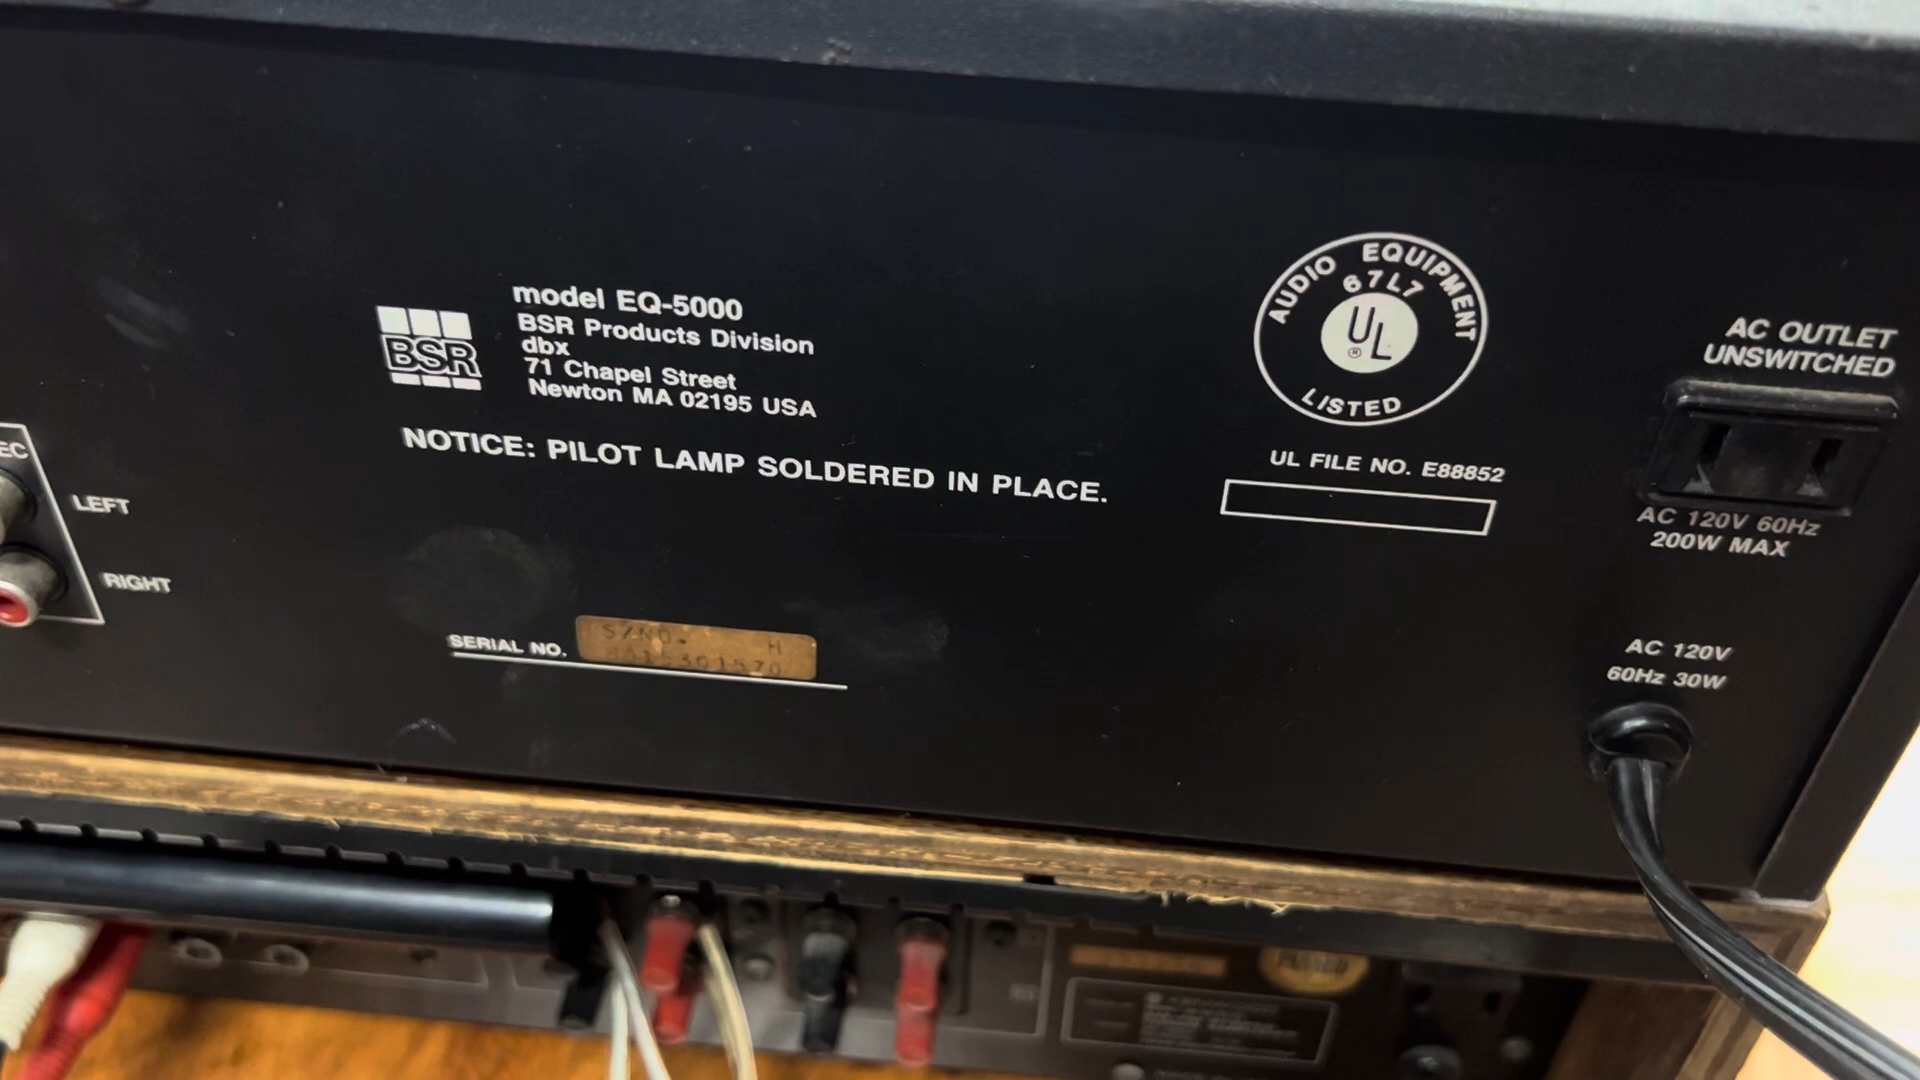 model EQ-5000
BSR Products Division
dbx
71 Chapel Street
Newton MA 02195 USA
BSR
NOTICE: PILOT LAMP SOLDERED IN PLACE.
AUDIO EQUIPMENT
67L7
UL
®
LISTED
UL FILE NO. E88852
AC OUTLET
UNSWITCHED
AC 120V 60Hz
200W MAX
EC
LEFT
RIGHT
SERIAL NO.
S/NO. H
AC 120V
60Hz 30W